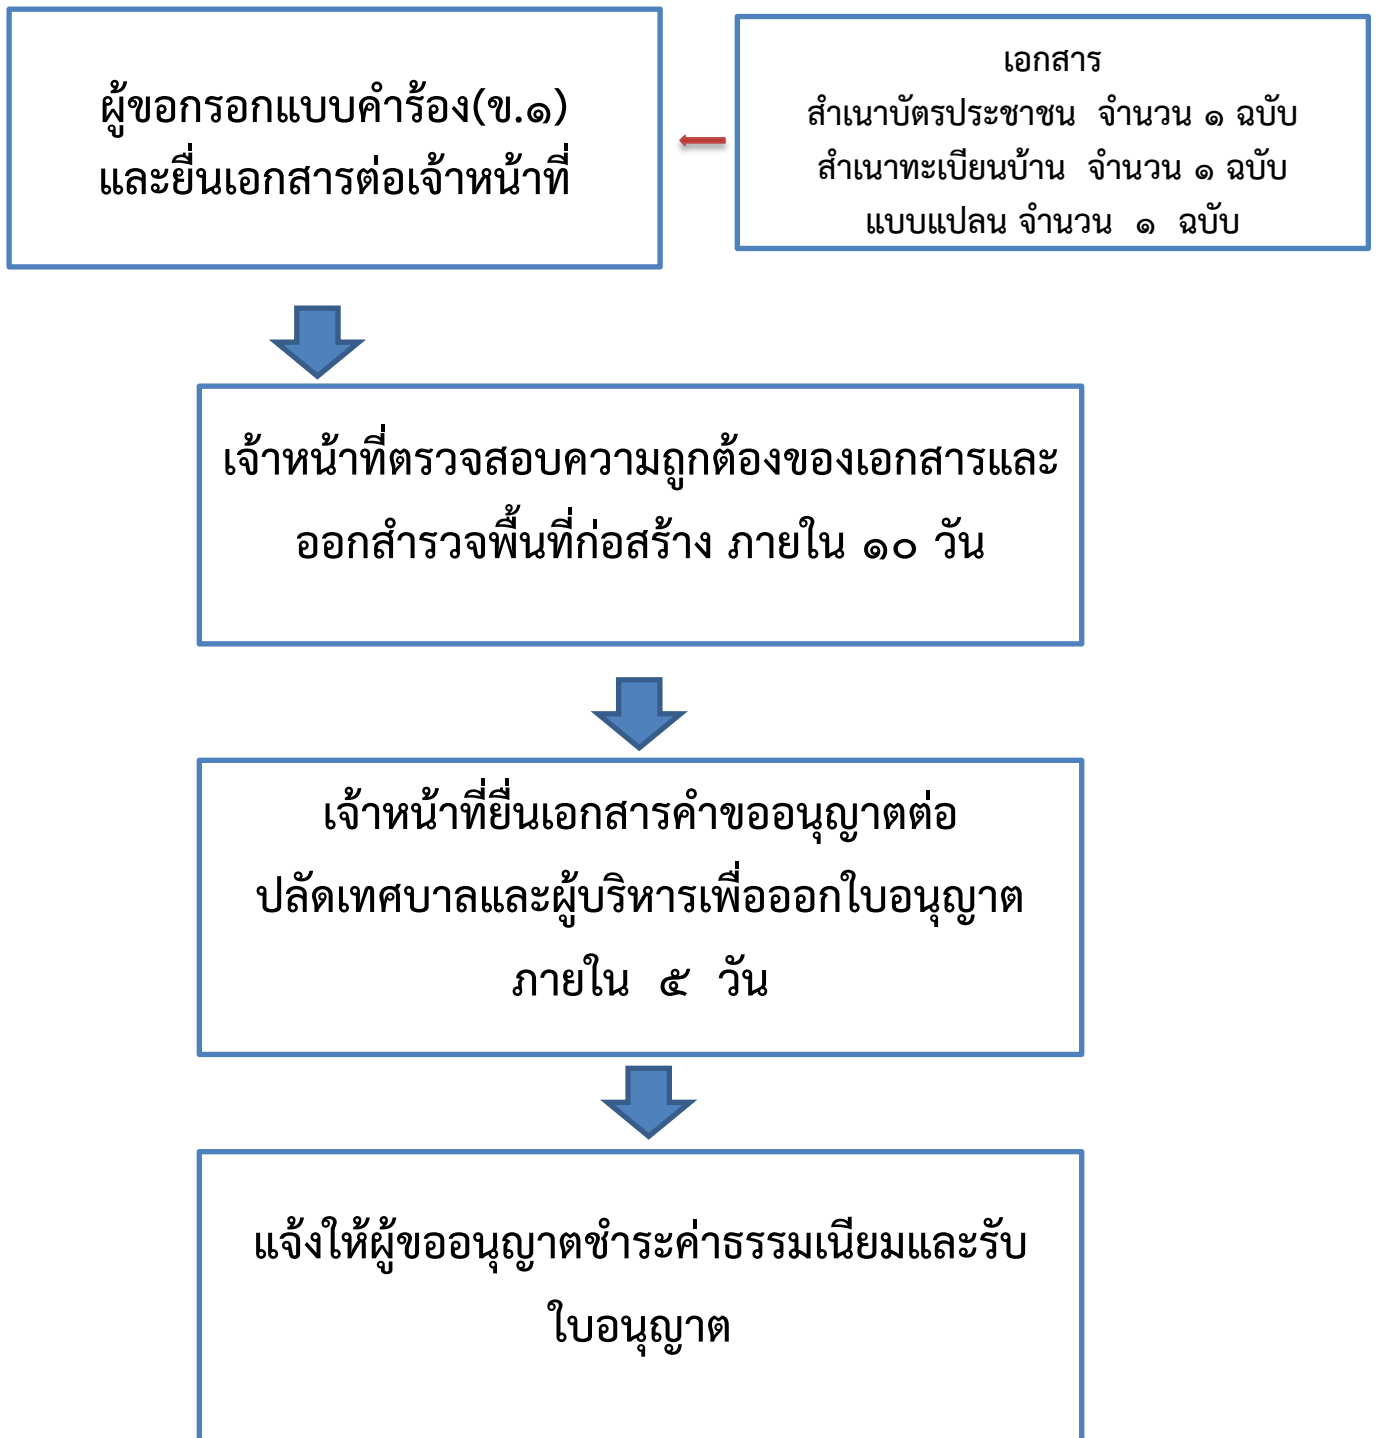 ผู้ขอกรอกแบบคำร้อง(ข.๑)
และยื่นเอกสารต่อเจ้าหน้าที่
เอกสาร
สำเนาบัตรประชาชน จำนวน ๑ ฉบับ
สำเนาทะเบียนบ้าน จำนวน ๑ ฉบับ
แบบแปลน จำนวน ๑ ฉบับ
เจ้าหน้าที่ตรวจสอบความถูกต้องของเอกสารและ
ออกสำรวจพื้นที่ก่อสร้าง ภายใน ๑๐ วัน
เจ้าหน้าที่ยื่นเอกสารคำขออนุญาตต่อ
ปลัดเทศบาลและผู้บริหารเพื่อออกใบอนุญาต
ภายใน ๕ วัน
แจ้งให้ผู้ขออนุญาตชำระค่าธรรมเนียมและรับ
ใบอนุญาต